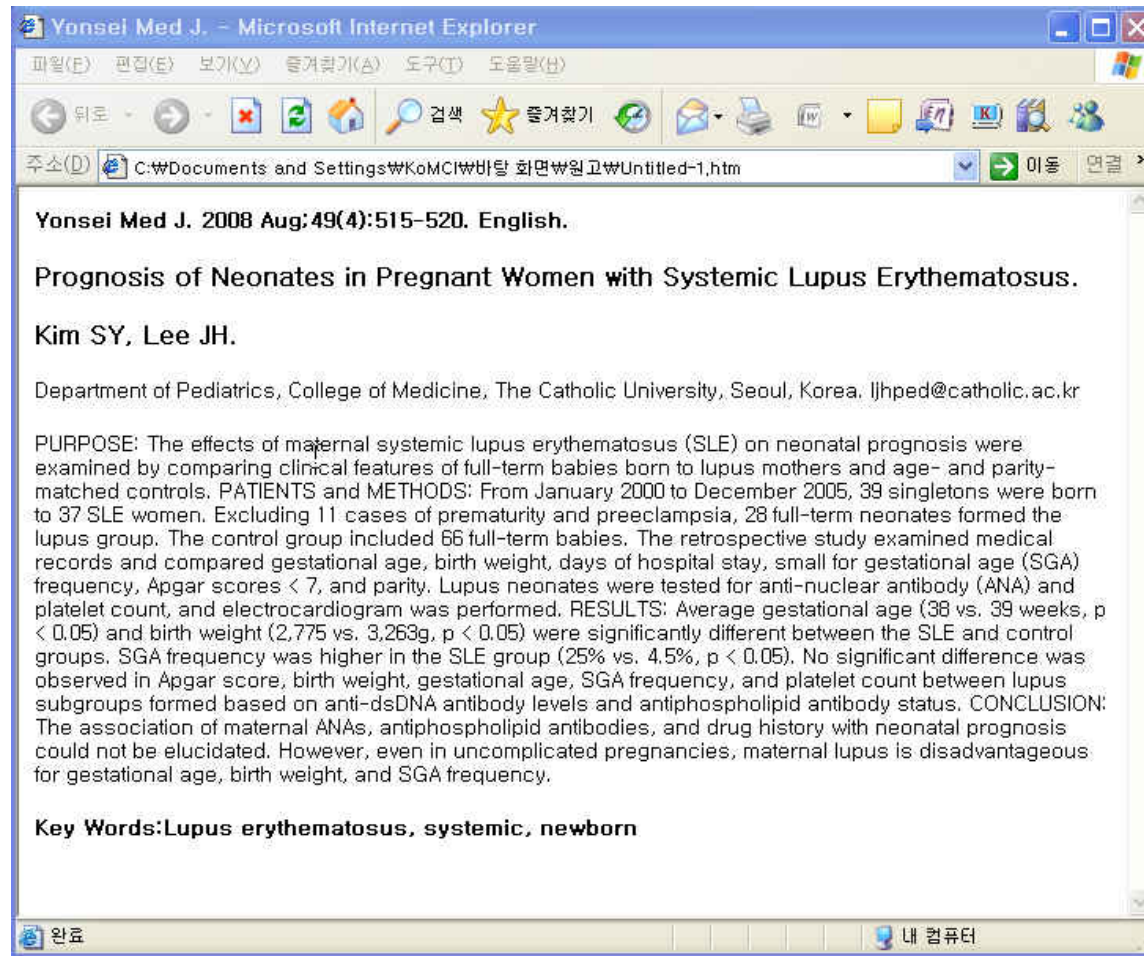 Yonsei Med J. - Microsoft Internet Explorer
파일(F) 편집(E) 보기(V) 즐겨찾기(A) 도구(T) 도움말(H)
뒤로 검색 즐겨찾기
주소(D) C:₩Documents and Settings₩KoMCI₩바탕 화면₩원고₩Untitled-1.htm 이동 연결
Yonsei Med J. 2008 Aug;49(4):515-520. English.
Prognosis of Neonates in Pregnant Women with Systemic Lupus Erythematosus.
Kim SY, Lee JH.
Department of Pediatrics, College of Medicine, The Catholic University, Seoul, Korea. ljhped@catholic.ac.kr
PURPOSE: The effects of maternal systemic lupus erythematosus (SLE) on neonatal prognosis were
examined by comparing clinical features of full-term babies born to lupus mothers and age- and parity-
matched controls. PATIENTS and METHODS: From January 2000 to December 2005, 39 singletons were born
to 37 SLE women. Excluding 11 cases of prematurity and preeclampsia, 28 full-term neonates formed the
lupus group. The control group included 66 full-term babies. The retrospective study examined medical
records and compared gestational age, birth weight, days of hospital stay, small for gestational age (SGA)
frequency, Apgar scores < 7, and parity. Lupus neonates were tested for anti-nuclear antibody (ANA) and
platelet count, and electrocardiogram was performed. RESULTS: Average gestational age (38 vs. 39 weeks, p
< 0.05) and birth weight (2,775 vs. 3,263g, p < 0.05) were significantly different between the SLE and control
groups. SGA frequency was higher in the SLE group (25% vs. 4.5%, p < 0.05). No significant difference was
observed in Apgar score, birth weight, gestational age, SGA frequency, and platelet count between lupus
subgroups formed based on anti-dsDNA antibody levels and antiphospholipid antibody status. CONCLUSION:
The association of maternal ANAs, antiphospholipid antibodies, and drug history with neonatal prognosis
could not be elucidated. However, even in uncomplicated pregnancies, maternal lupus is disadvantageous
for gestational age, birth weight, and SGA frequency.
Key Words:Lupus erythematosus, systemic, newborn
완료 내 컴퓨터